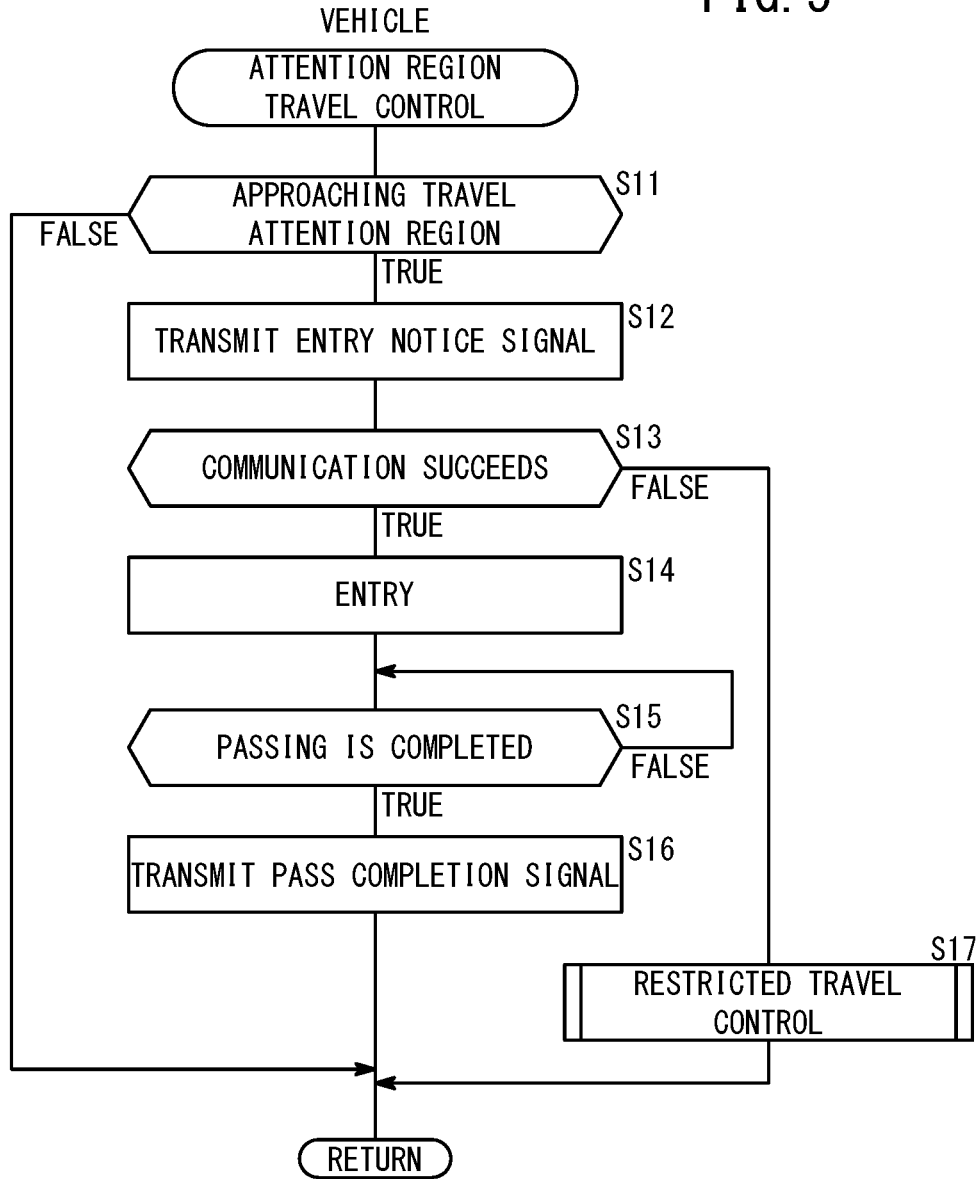 VEHICLE
ATTENTION REGION
TRAVEL CONTROL
S11
APPROACHING TRAVEL
ATTENTION REGION
FALSE
TRUE
S12
TRANSMIT ENTRY NOTICE SIGNAL
S13
COMMUNICATION SUCCEEDS
FALSE
TRUE
S14
ENTRY
S15
PASSING IS COMPLETED
FALSE
TRUE
S16
TRANSMIT PASS COMPLETION SIGNAL
S17
RESTRICTED TRAVEL
CONTROL
RETURN